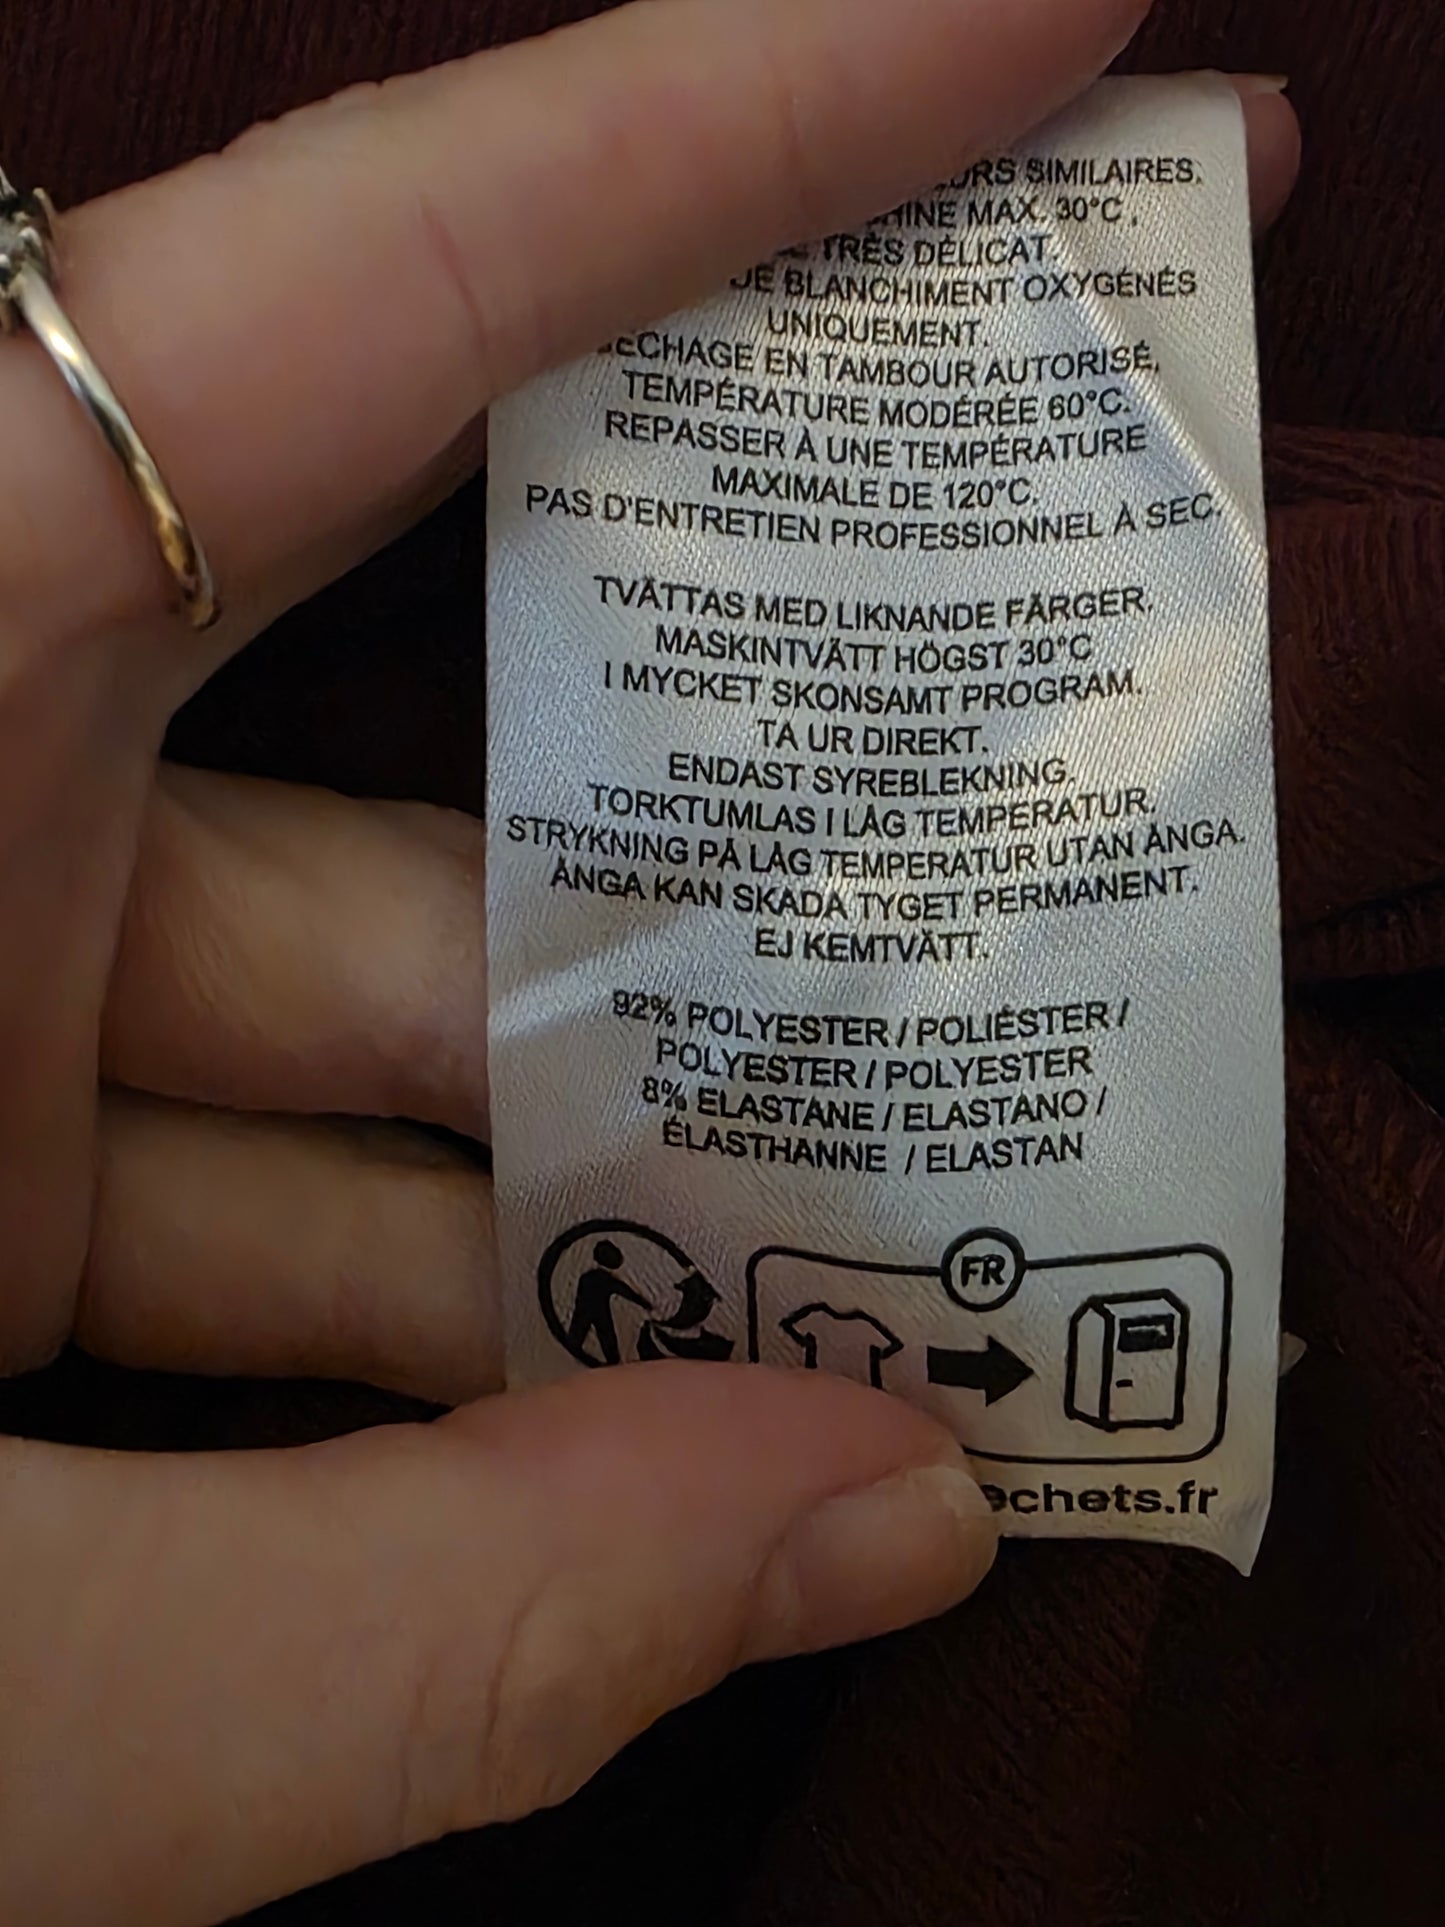 SIMILAIRES.
MAX. 30°C.
TRÈS DÉLICAT.
BLANCHIMENT OXYGÉNÉS
UNIQUEMENT.
EN TAMBOUR AUTORISÉ,
TEMPÉRATURE MODÉRÉE 60°C.
REPASSER À UNE TEMPÉRATURE
MAXIMALE DE 120°C.
PAS D'ENTRETIEN PROFESSIONNEL À SEC.
TVÄTTAS MED LIKNANDE FÄRGER.
MASKINTVÄTT HÖGST 30°C
I MYCKET SKONSAMT PROGRAM.
TA UR DIREKT.
ENDAST SYREBLEKNING.
TORKTUMLAS I LÅG TEMPERATUR.
STRYKNING PÅ LÅG TEMPERATUR UTAN ÅNGA.
ÅNGA KAN SKADA TYGET PERMANENT.
EJ KEMTVÄTT.
92% POLYESTER / POLIÉSTER /
POLYESTER / POLYESTER
8% ELASTANE / ELASTANO /
ÉLASTHANNE / ELASTAN
FR
echets.fr